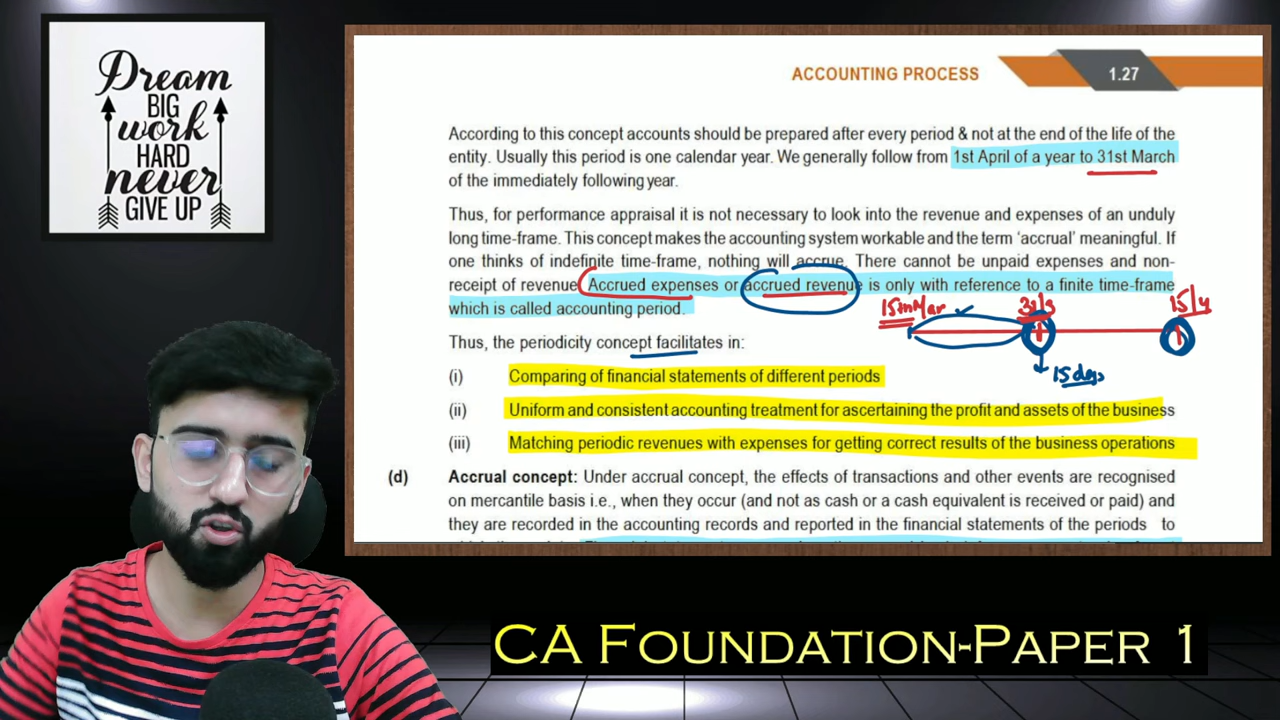 Dream
BIG
work
HARD
never
GIVE UP
ACCOUNTING PROCESS 1.27
According to this concept accounts should be prepared after every period & not at the end of the life of the
entity. Usually this period is one calendar year. We generally follow from 1st April of a year to 31st March
of the immediately following year.
Thus, for performance appraisal it is not necessary to look into the revenue and expenses of an unduly
long time-frame. This concept makes the accounting system workable and the term ‘accrual’ meaningful. If
one thinks of indefinite time-frame, nothing will accrue. There cannot be unpaid expenses and non-
receipt of revenue Accrued expenses or accrued revenue is only with reference to a finite time-frame
which is called accounting period.
15 Mar 31/3 15/4
Thus, the periodicity concept facilitates in:
15 days
(i) Comparing of financial statements of different periods
(ii) Uniform and consistent accounting treatment for ascertaining the profit and assets of the business
(iii) Matching periodic revenues with expenses for getting correct results of the business operations
(d) Accrual concept: Under accrual concept, the effects of transactions and other events are recognised
on mercantile basis i.e., when they occur (and not as cash or a cash equivalent is received or paid) and
they are recorded in the accounting records and reported in the financial statements of the periods to
CA FOUNDATION-PAPER 1